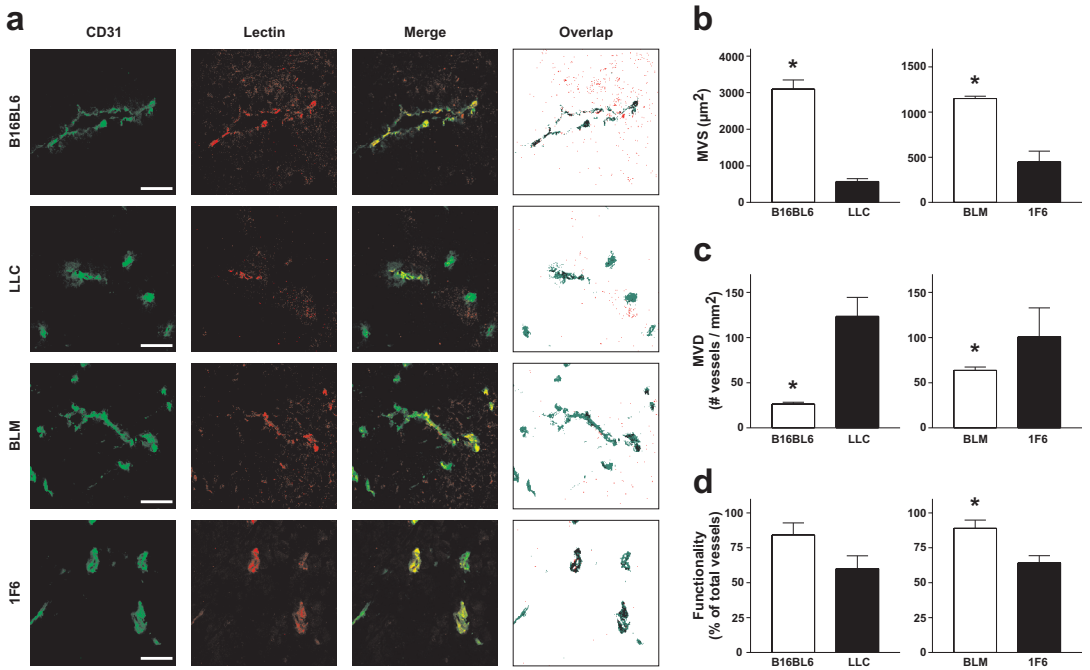 a
CD31 Lectin Merge Overlap
B16BL6
LLC
BLM
1F6
b
MVS (µm²)
4000
3000
2000
1000
0
*
B16BL6 LLC
1500
1000
500
0
*
BLM 1F6
c
MVD
(# vessels / mm²)
150
100
50
0
*
B16BL6 LLC
150
100
50
0
*
BLM 1F6
d
Functionality
(% of total vessels)
100
75
50
25
0
B16BL6 LLC
100
75
50
25
0
*
BLM 1F6